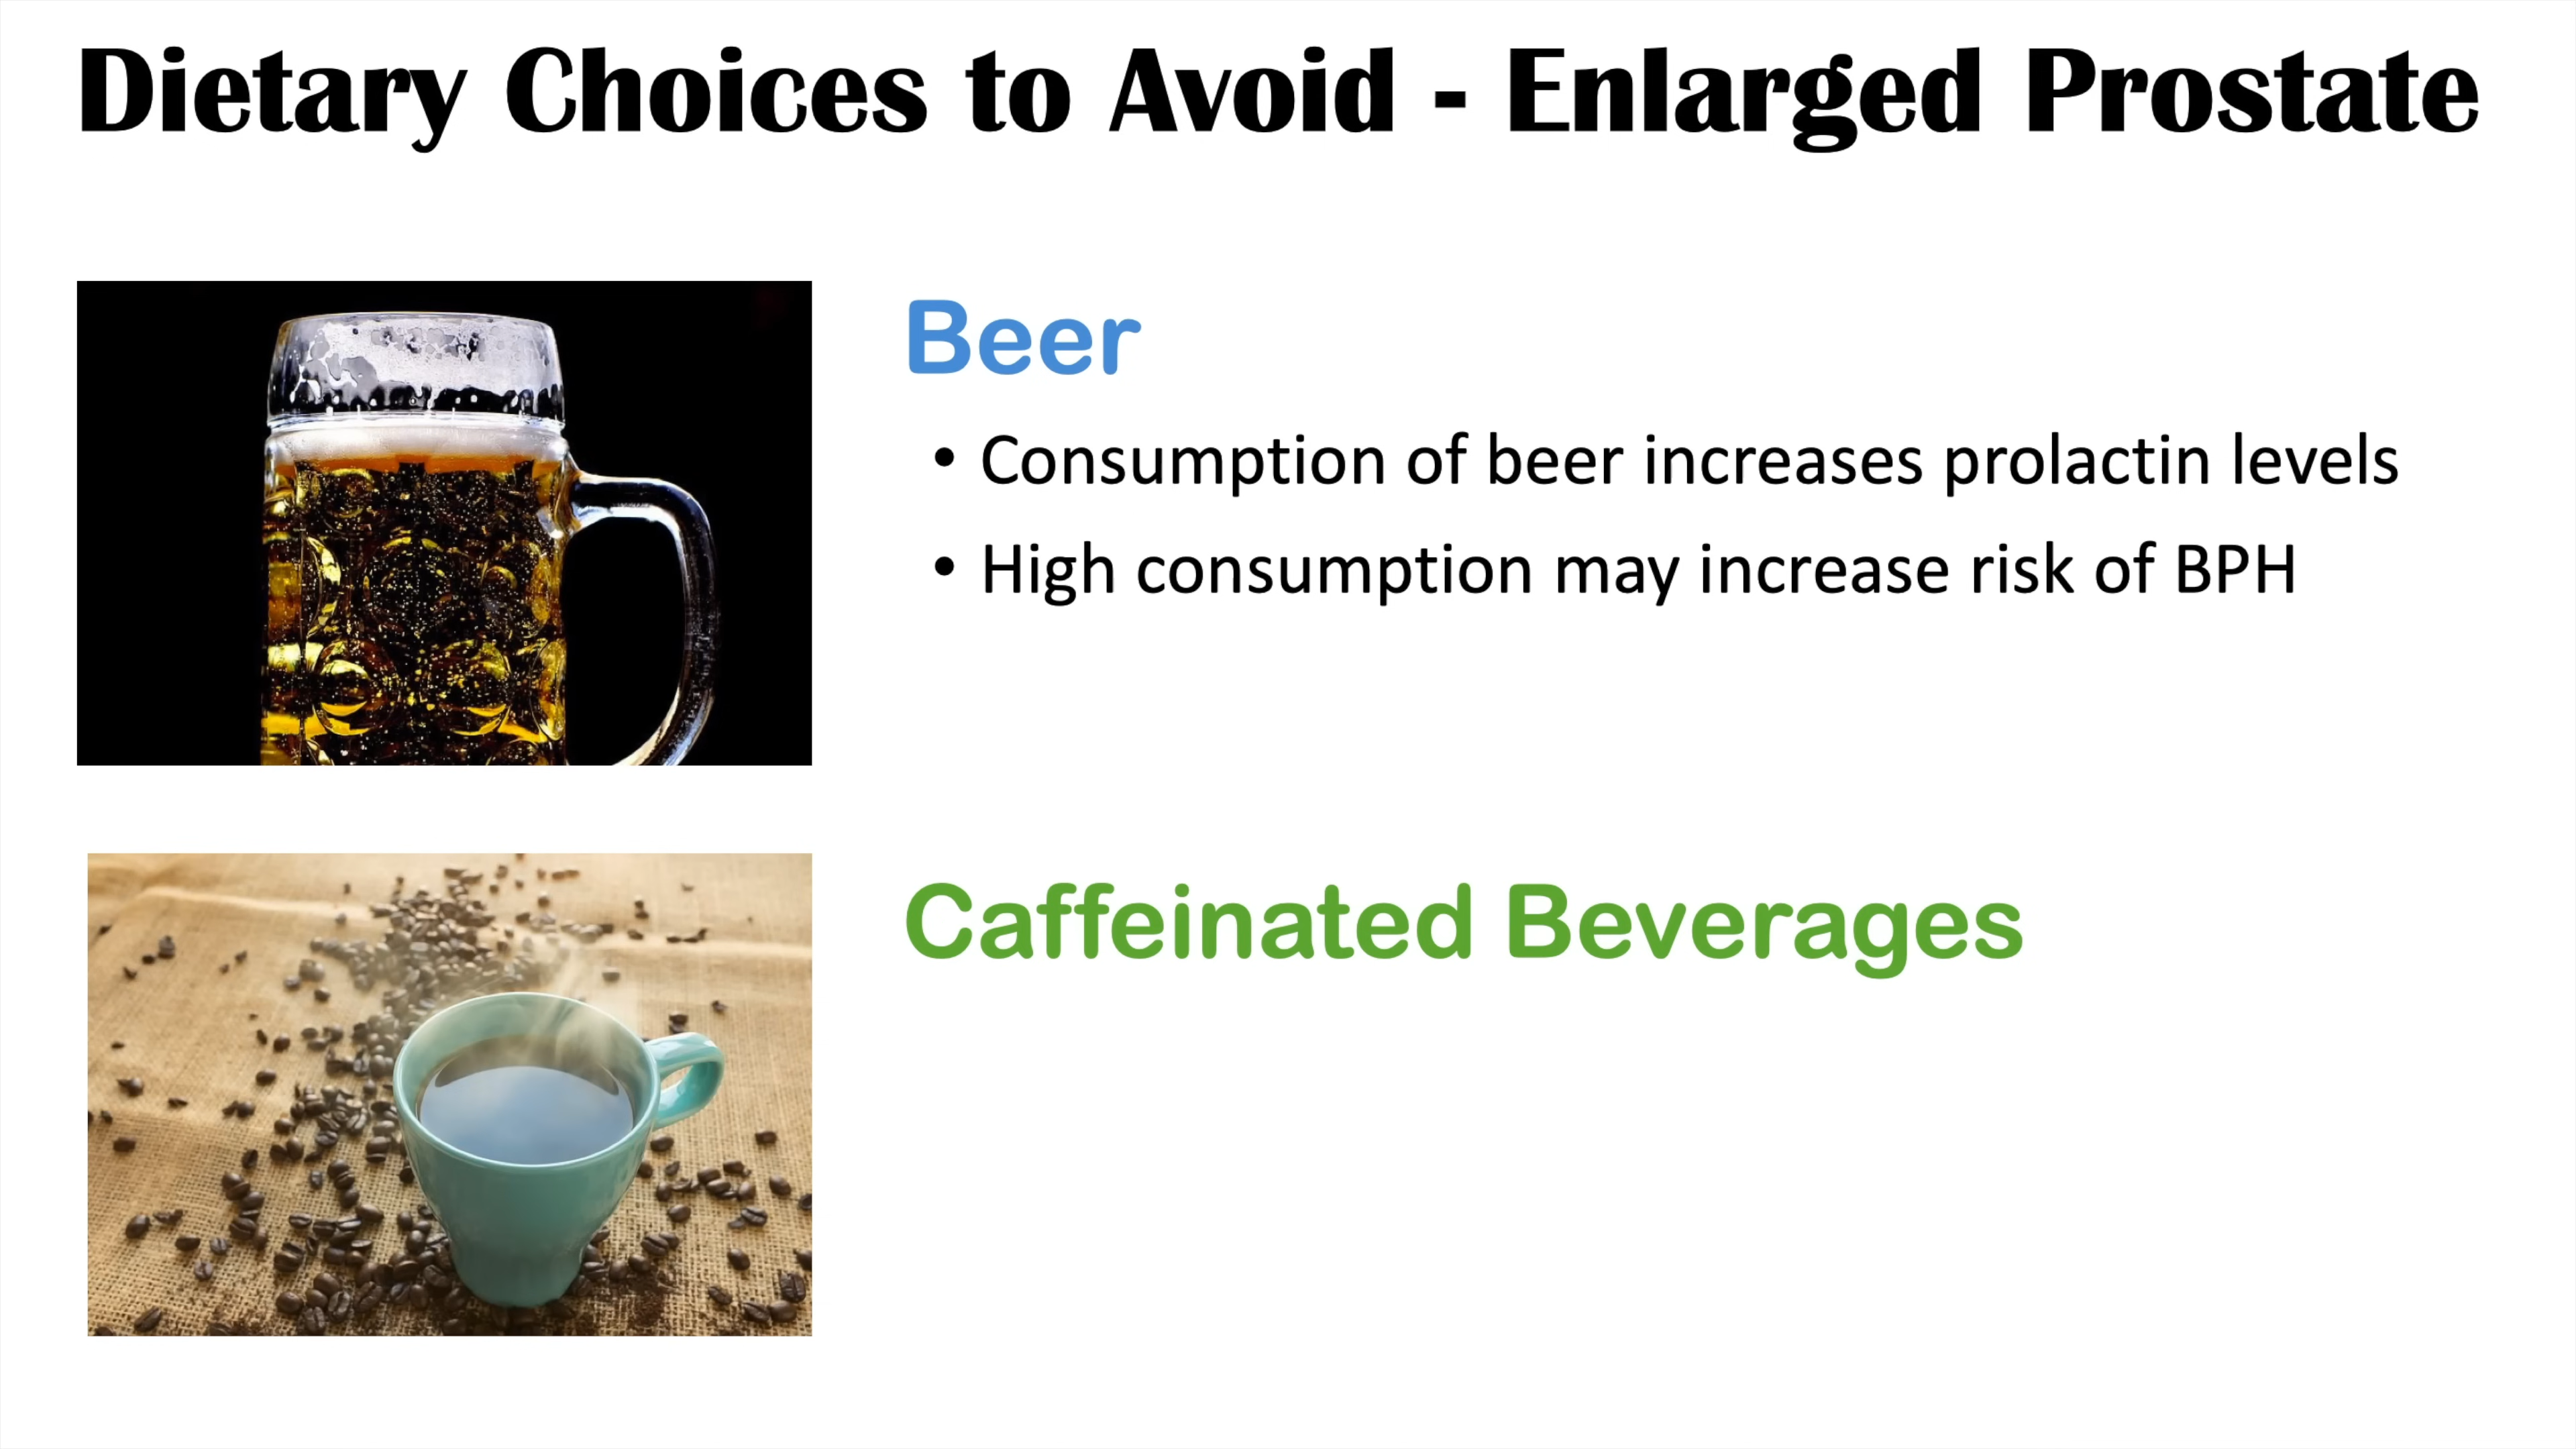 Dietary Choices to Avoid - Enlarged Prostate
Beer
• Consumption of beer increases prolactin levels
• High consumption may increase risk of BPH
Caffeinated Beverages